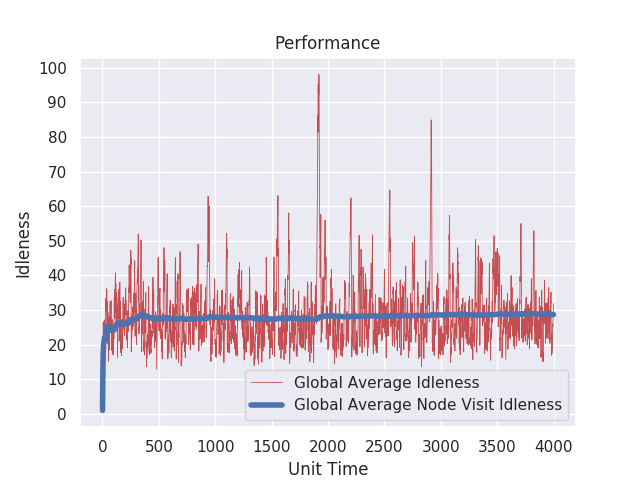 Performance
100
90
80
70
60
50
40
30
20
10
0
Idleness
0 500 1000 1500 2000 2500 3000 3500 4000
Unit Time
Global Average Idleness
Global Average Node Visit Idleness